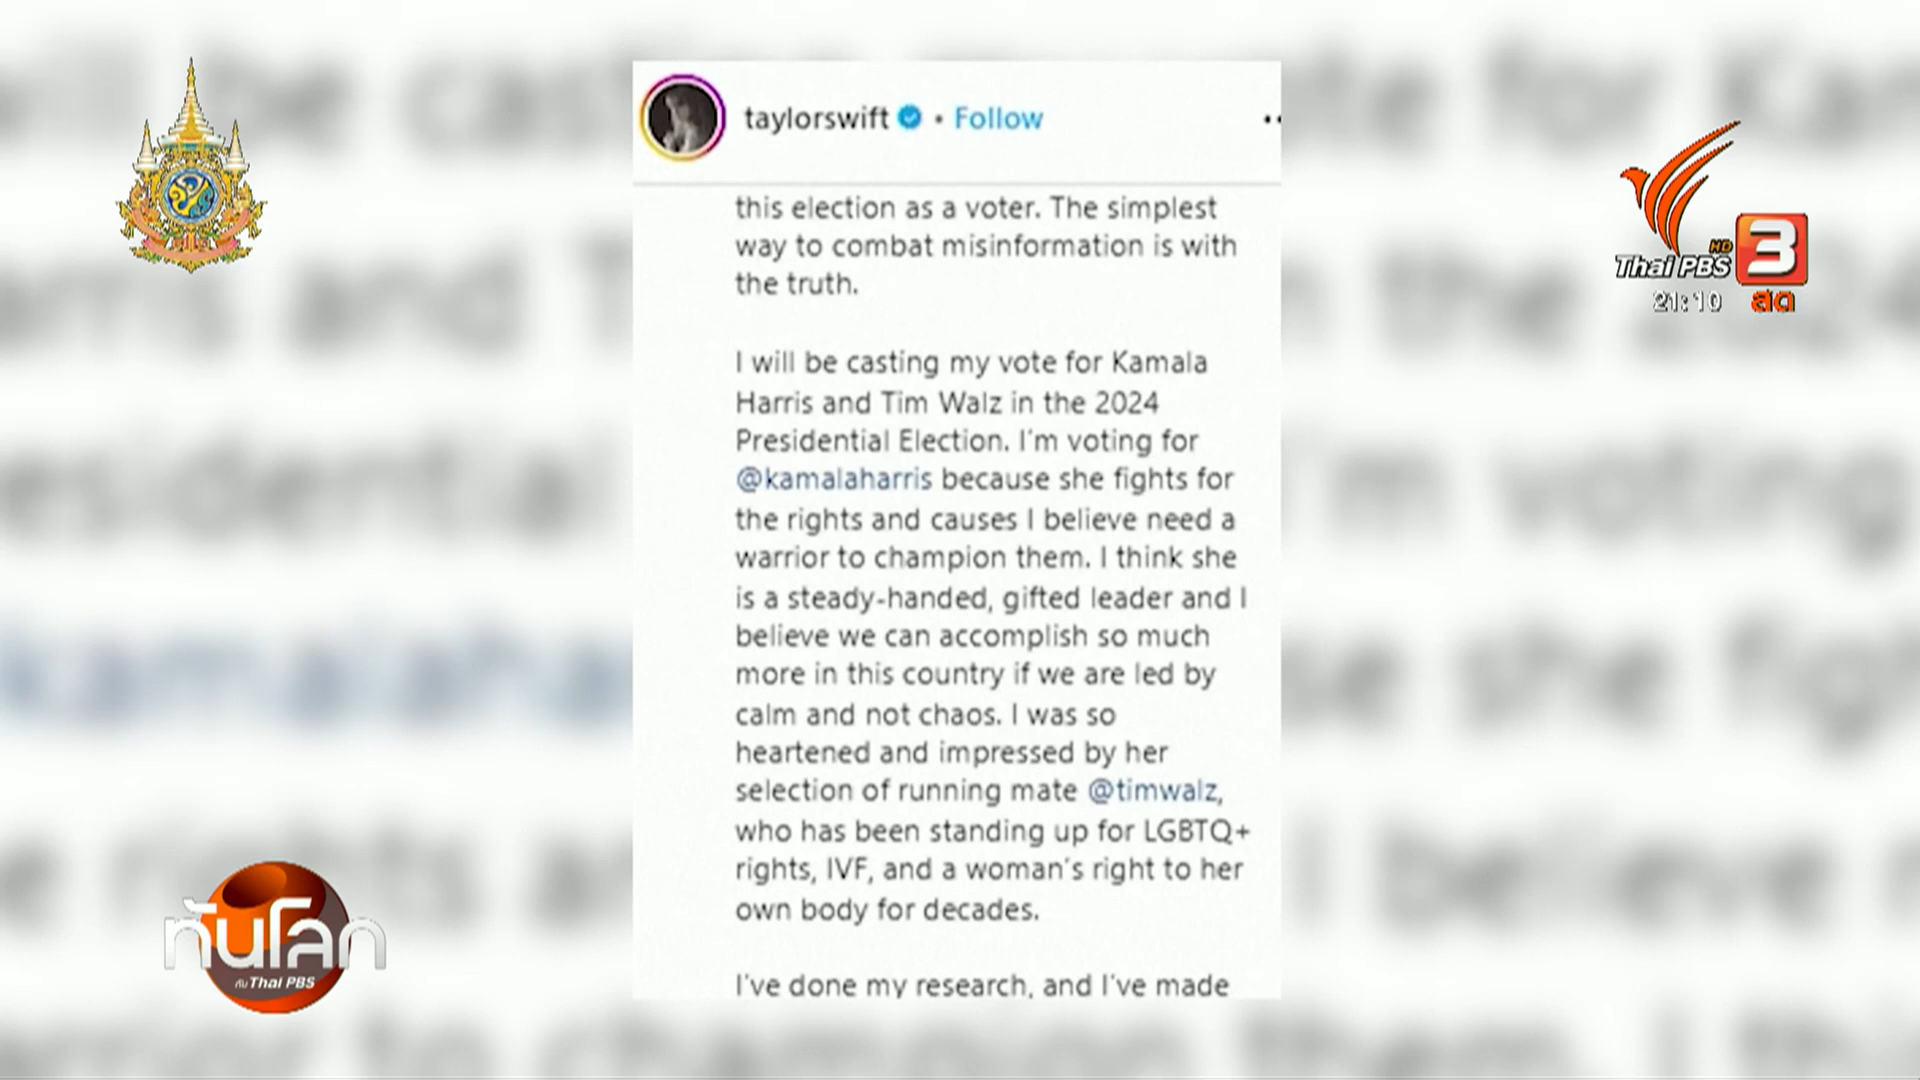 taylorswift • Follow
this election as a voter. The simplest
way to combat misinformation is with
the truth.
I will be casting my vote for Kamala
Harris and Tim Walz in the 2024
Presidential Election. I'm voting for
@kamalaharris because she fights for
the rights and causes I believe need a
warrior to champion them. I think she
is a steady-handed, gifted leader and I
believe we can accomplish so much
more in this country if we are led by
calm and not chaos. I was so
heartened and impressed by her
selection of running mate @timwalz,
who has been standing up for LGBTQ+
rights, IVF, and a woman's right to her
own body for decades.
I've done my research, and I've made
HD
Thai PBS 3
21:10 สด
ทันโลก
กับ Thai PBS